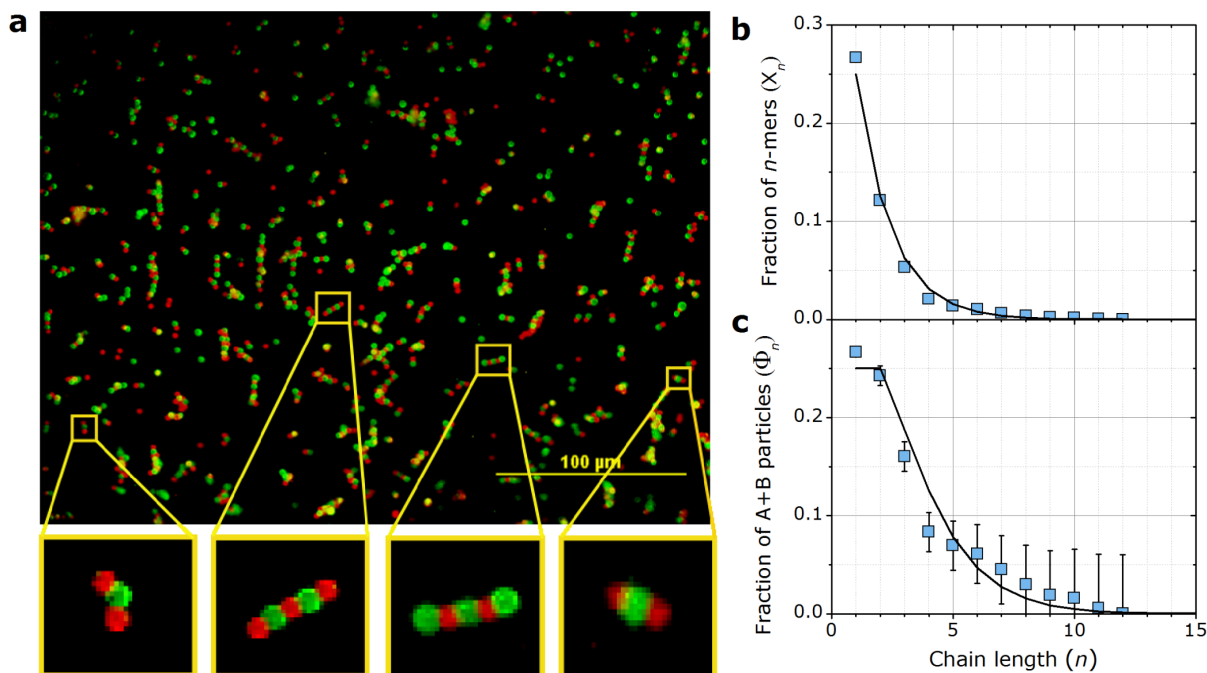 a
100 µm
b
Fraction of n-mers (Xₙ)
0.3
0.2
0.1
0.0
c
Fraction of A+B particles (Φₙ)
0.2
0.1
0.0
0
5
10
15
Chain length (n)